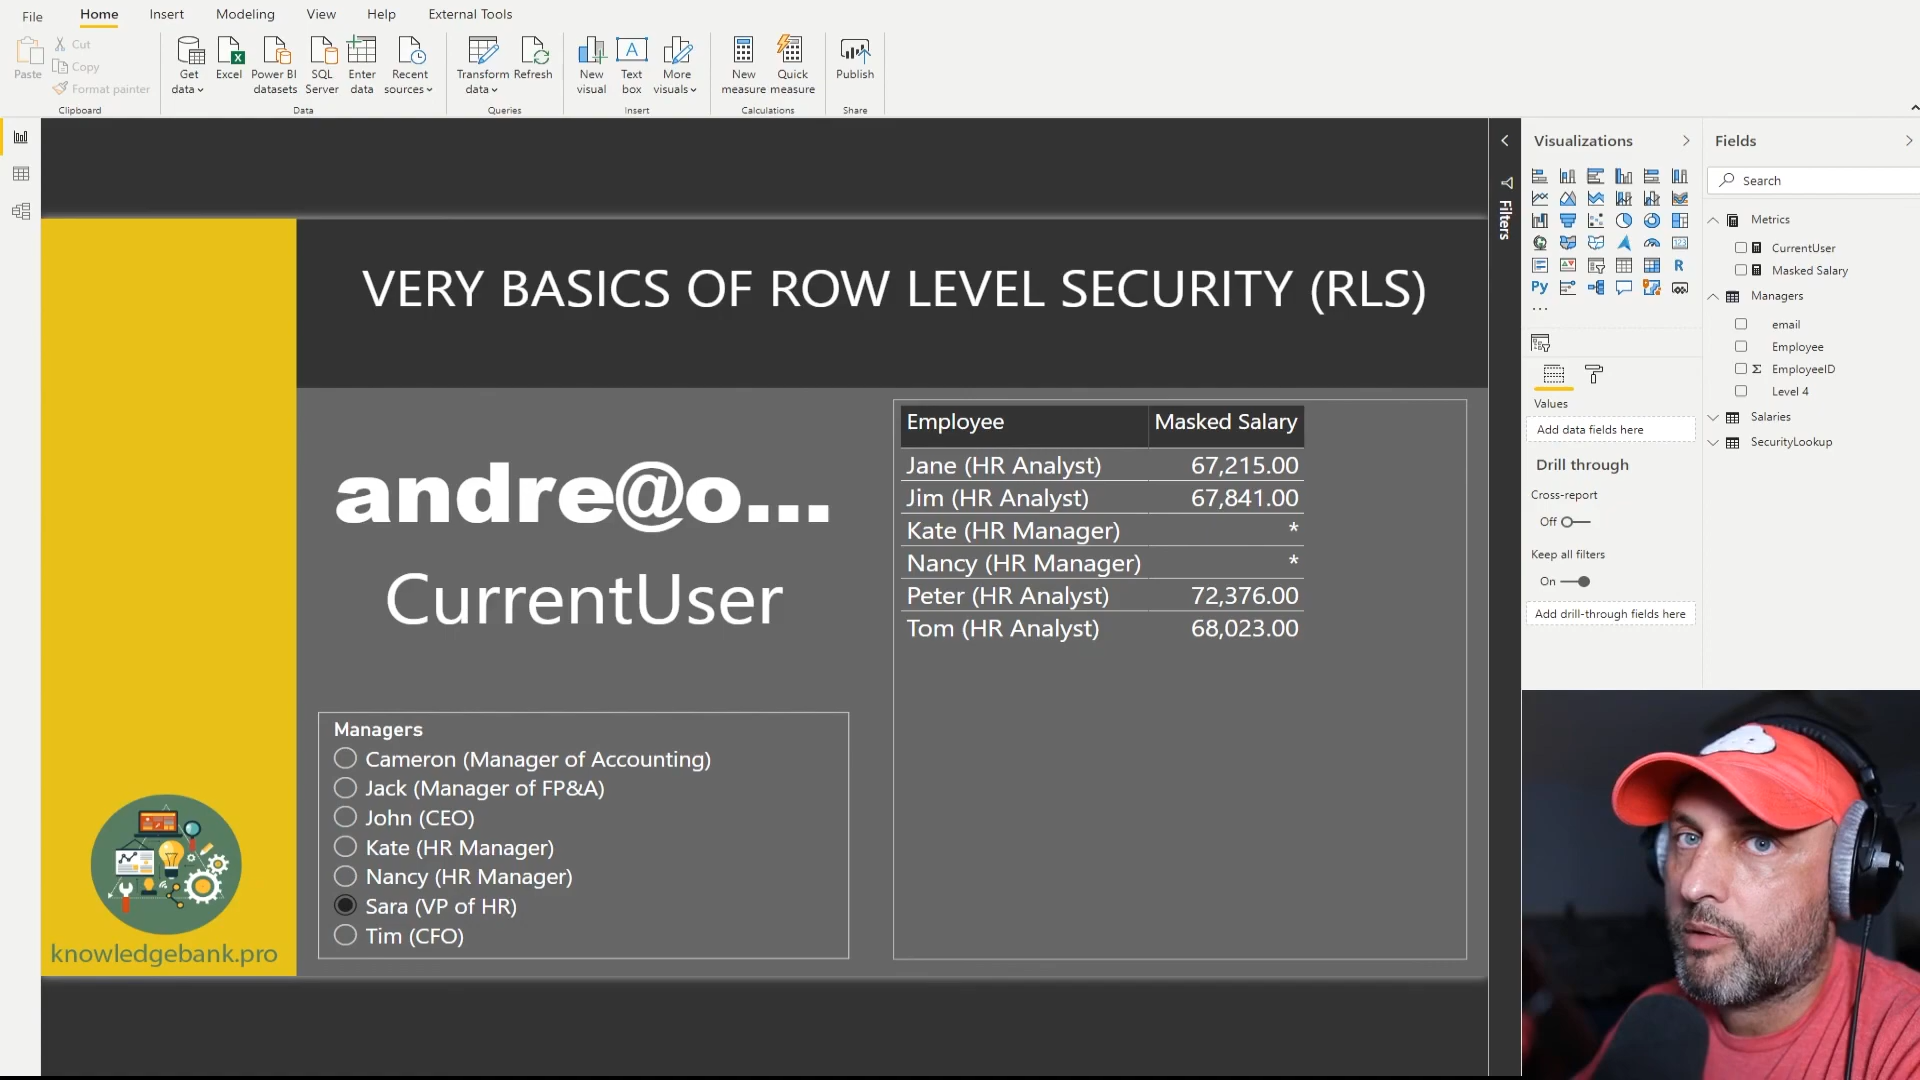 File Home Insert Modeling View Help External Tools
Paste
Cut
Copy
Format painter
Clipboard
Get data
Excel
Power BI datasets
SQL Server
Enter data
Recent sources
Data
Transform data
Refresh
Queries
New visual
Text box
More visuals
Insert
New measure
Quick measure
Calculations
Publish
Share
VERY BASICS OF ROW LEVEL SECURITY (RLS)
andre@o...
CurrentUser
Managers
Cameron (Manager of Accounting)
Jack (Manager of FP&A)
John (CEO)
Kate (HR Manager)
Nancy (HR Manager)
Sara (VP of HR)
Tim (CFO)
knowledgebank.pro
Employee Masked Salary
Jane (HR Analyst) 67,215.00
Jim (HR Analyst) 67,841.00
Kate (HR Manager) *
Nancy (HR Manager) *
Peter (HR Analyst) 72,376.00
Tom (HR Analyst) 68,023.00
Filters
Visualizations
123
R
Py
...
Values
Add data fields here
Drill through
Cross-report
Off
Keep all filters
On
Add drill-through fields here
Fields
Search
Metrics
CurrentUser
Masked Salary
Managers
email
Employee
Σ EmployeeID
Level 4
Salaries
SecurityLookup